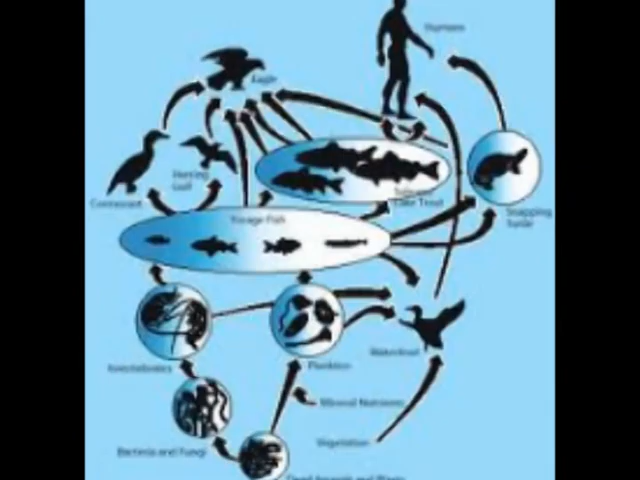 Humans
Eagle
Herring
Gull
Cormorant
Salmon
Lake Trout
Snapping
Turtle
Forage Fish
Waterfowl
Invertebrates
Plankton
Mineral Nutrients
Vegetation
Bacteria and Fungi
Dead Animals and Plants